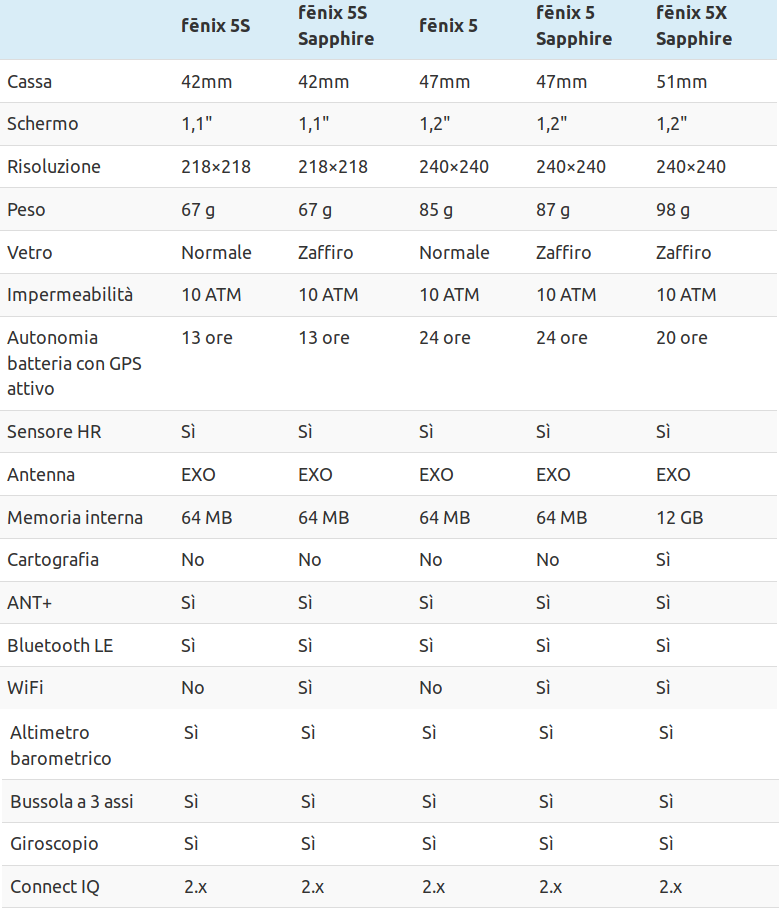 fēnix 5S fēnix 5S Sapphire fēnix 5 fēnix 5 Sapphire fēnix 5X Sapphire
Cassa 42mm 42mm 47mm 47mm 51mm
Schermo 1,1" 1,1" 1,2" 1,2" 1,2"
Risoluzione 218×218 218×218 240×240 240×240 240×240
Peso 67 g 67 g 85 g 87 g 98 g
Vetro Normale Zaffiro Normale Zaffiro Zaffiro
Impermeabilità 10 ATM 10 ATM 10 ATM 10 ATM 10 ATM
Autonomia batteria con GPS attivo 13 ore 13 ore 24 ore 24 ore 20 ore
Sensore HR Sì Sì Sì Sì Sì
Antenna EXO EXO EXO EXO EXO
Memoria interna 64 MB 64 MB 64 MB 64 MB 12 GB
Cartografia No No No No Sì
ANT+ Sì Sì Sì Sì Sì
Bluetooth LE Sì Sì Sì Sì Sì
WiFi No Sì No Sì Sì
Altimetro barometrico Sì Sì Sì Sì Sì
Bussola a 3 assi Sì Sì Sì Sì Sì
Giroscopio Sì Sì Sì Sì Sì
Connect IQ 2.x 2.x 2.x 2.x 2.x